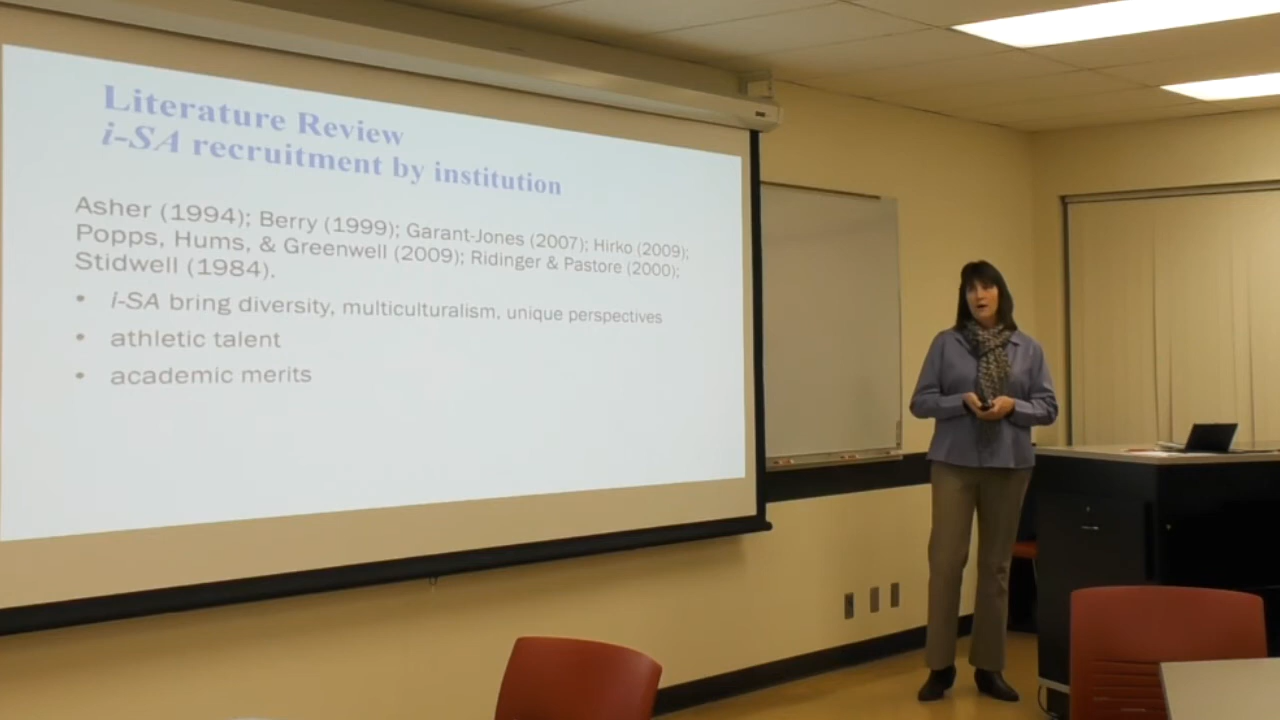 Literature Review
i-SA recruitment by institution
Asher (1994); Berry (1999); Garant-Jones (2007); Hirko (2009);
Popps, Hums, & Greenwell (2009); Ridinger & Pastore (2000);
Stidwell (1984).
• i-SA bring diversity, multiculturalism, unique perspectives
• athletic talent
• academic merits